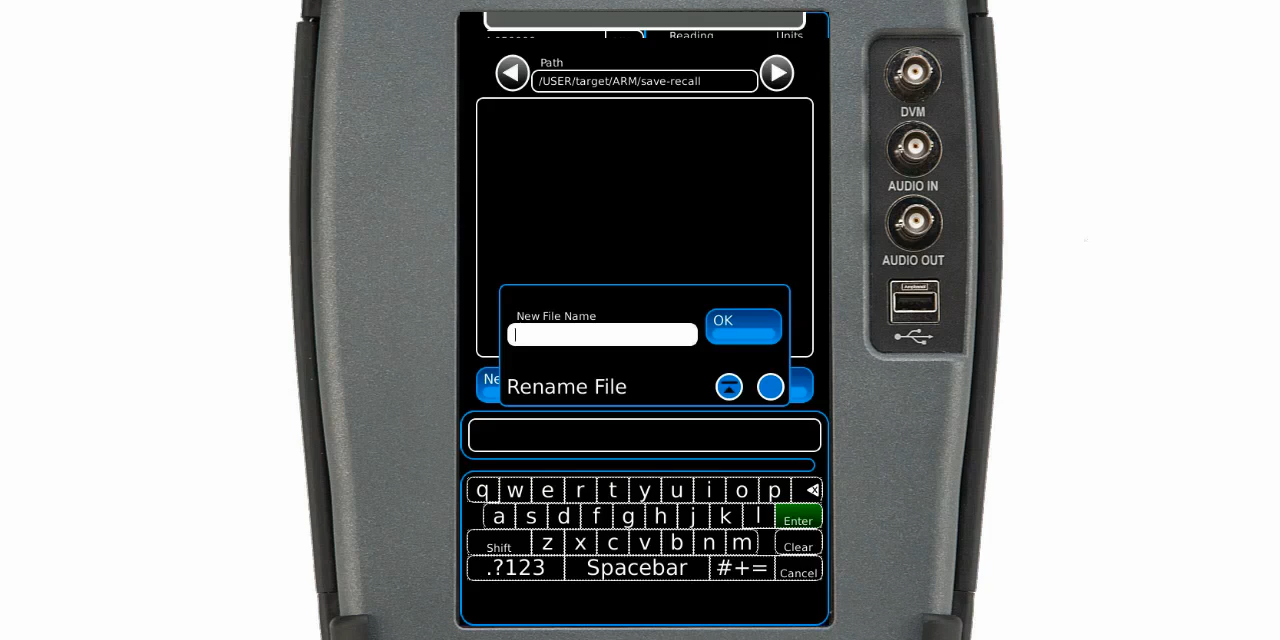 Reading Units
Path
/USER/target/ARM/save-recall
DVM
AUDIO IN
AUDIO OUT
New File Name
OK
Ne
Rename File
q w e r t y u i o p
a s d f g h j k l Enter
Shift z x c v b n m Clear
.?123 Spacebar #+= Cancel